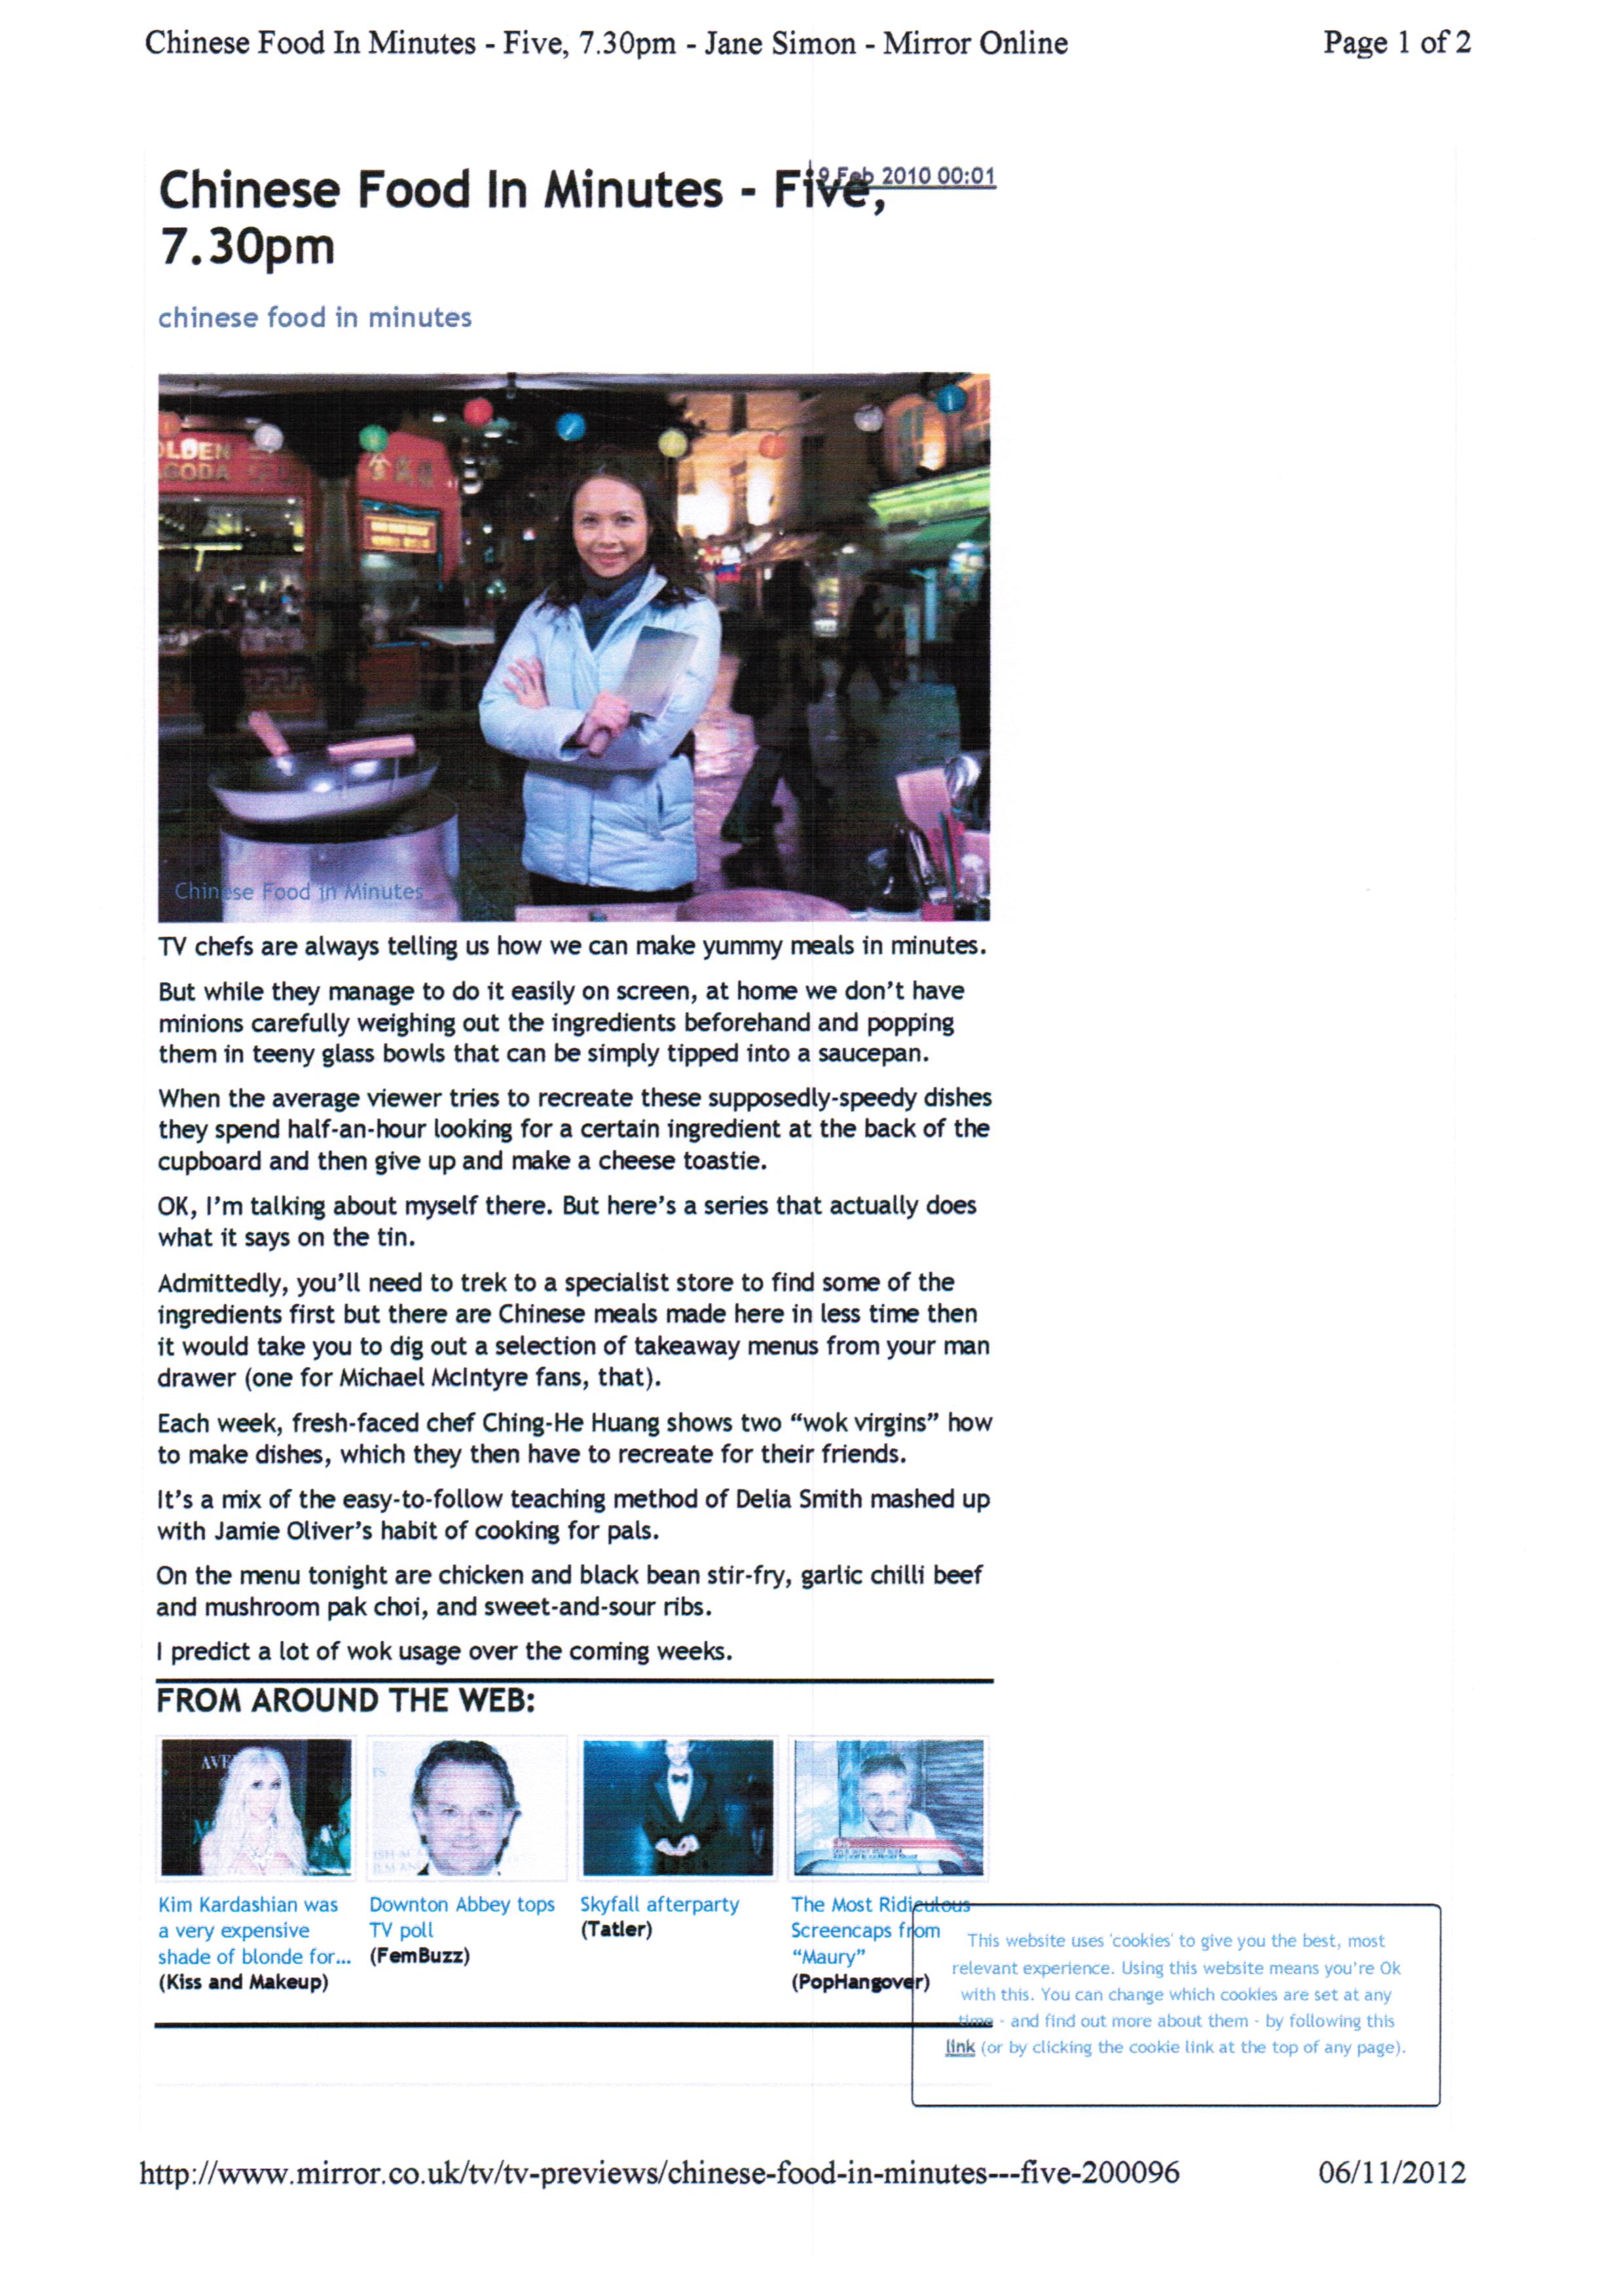 Chinese Food In Minutes - Five, 7.30pm - Jane Simon - Mirror Online
Page 1 of 2
Chinese Food In Minutes - Five,
9 Feb 2010 00:01
7.30pm
chinese food in minutes
LDEN
GODA
Chinese Food in Minutes
TV chefs are always telling us how we can make yummy meals in minutes.
But while they manage to do it easily on screen, at home we don't have
minions carefully weighing out the ingredients beforehand and popping
them in teeny glass bowls that can be simply tipped into a saucepan.
When the average viewer tries to recreate these supposedly-speedy dishes
they spend half-an-hour looking for a certain ingredient at the back of the
cupboard and then give up and make a cheese toastie.
OK, I'm talking about myself there. But here's a series that actually does
what it says on the tin.
Admittedly, you'll need to trek to a specialist store to find some of the
ingredients first but there are Chinese meals made here in less time then
it would take you to dig out a selection of takeaway menus from your man
drawer (one for Michael McIntyre fans, that).
Each week, fresh-faced chef Ching-He Huang shows two “wok virgins” how
to make dishes, which they then have to recreate for their friends.
It's a mix of the easy-to-follow teaching method of Delia Smith mashed up
with Jamie Oliver's habit of cooking for pals.
On the menu tonight are chicken and black bean stir-fry, garlic chilli beef
and mushroom pak choi, and sweet-and-sour ribs.
I predict a lot of wok usage over the coming weeks.
FROM AROUND THE WEB:
AVE
Kim Kardashian was
a very expensive
shade of blonde for...
(Kiss and Makeup)
Downton Abbey tops
TV poll
(FemBuzz)
Skyfall afterparty
(Tatler)
The Most Ridiculous
Screencaps from
“Maury”
(PopHangover)
This website uses 'cookies' to give you the best, most
relevant experience. Using this website means you're Ok
with this. You can change which cookies are set at any
time - and find out more about them - by following this
link (or by clicking the cookie link at the top of any page).
http://www.mirror.co.uk/tv/tv-previews/chinese-food-in-minutes---five-200096
06/11/2012